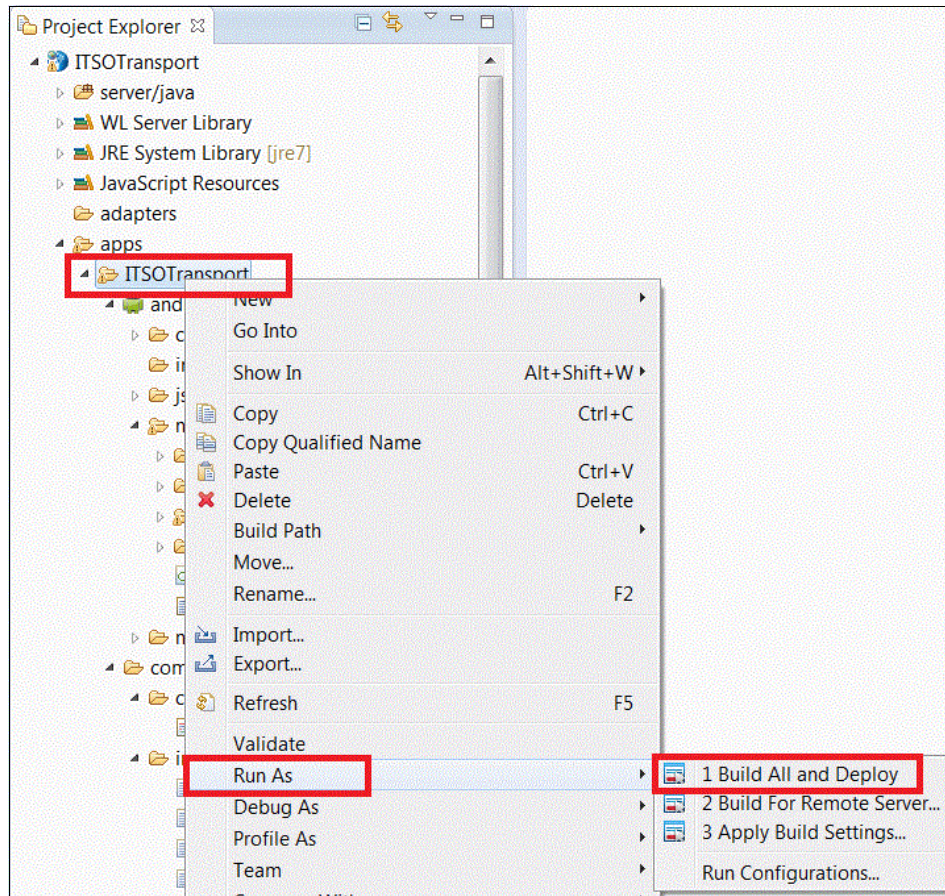 Project Explorer
ITSOTransport
server/java
WL Server Library
JRE System Library [jre7]
JavaScript Resources
adapters
apps
ITSOTransport
New
and
Go Into
c
Show In Alt+Shift+W
js
Copy Ctrl+C
n
Copy Qualified Name
Paste Ctrl+V
Delete Delete
Build Path
Move...
Rename... F2
Import...
n
Export...
com
Refresh F5
c
Validate
Run As
1 Build All and Deploy
2 Build For Remote Server...
Debug As
3 Apply Build Settings...
Profile As
Team
Run Configurations...